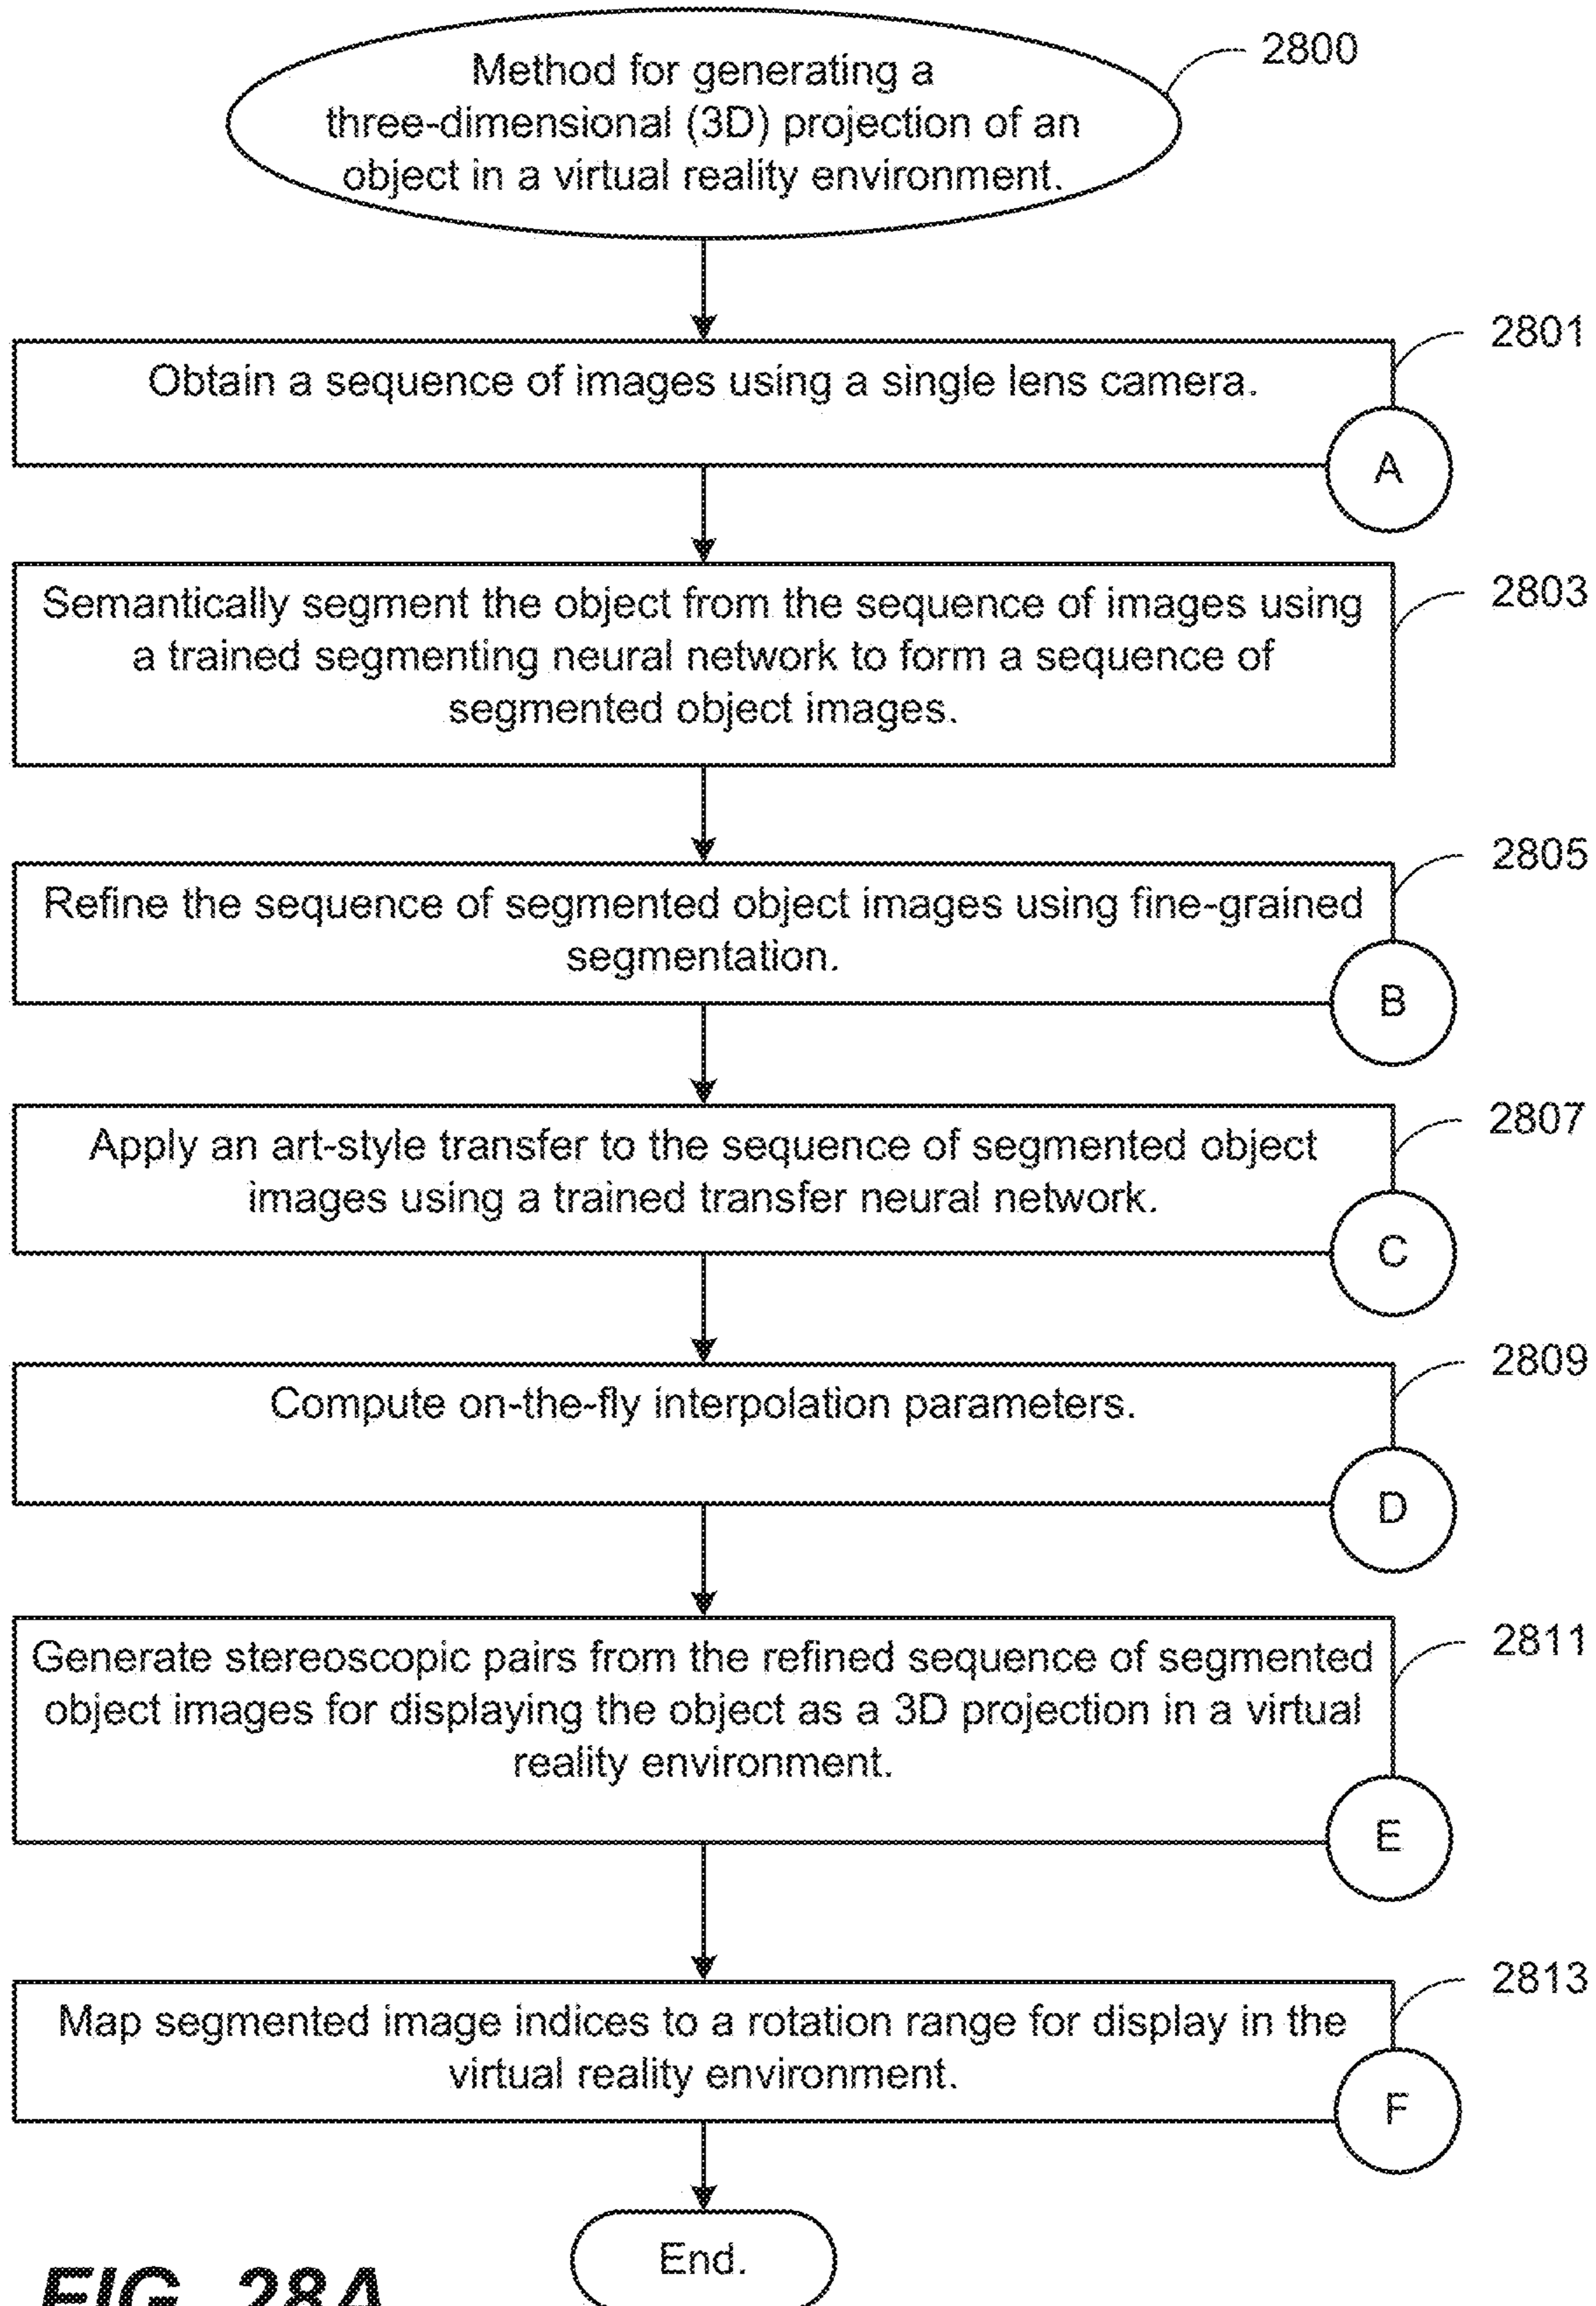 Method for generating a
three-dimensional (3D) projection of an
object in a virtual reality environment.
2800
Obtain a sequence of images using a single lens camera.
2801
A
Semantically segment the object from the sequence of images using
a trained segmenting neural network to form a sequence of
segmented object images.
2803
Refine the sequence of segmented object images using fine-grained
segmentation.
2805
B
Apply an art-style transfer to the sequence of segmented object
images using a trained transfer neural network.
2807
C
Compute on-the-fly interpolation parameters.
2809
D
Generate stereoscopic pairs from the refined sequence of segmented
object images for displaying the object as a 3D projection in a virtual
reality environment.
2811
E
Map segmented image indices to a rotation range for display in the
virtual reality environment.
2813
F
End.
FIG. 28A